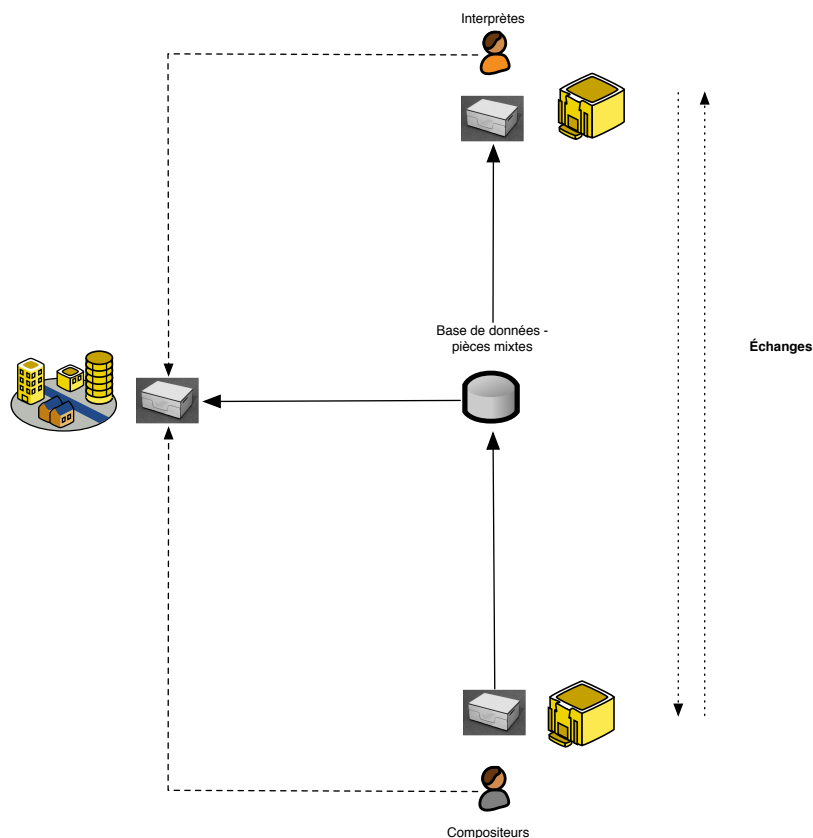 Interprètes
Base de données -
pièces mixtes
Échanges
Compositeurs